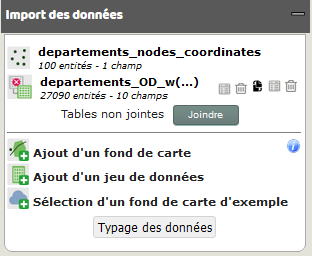 Import des données
departements_nodes_coordinates
100 entités - 1 champ
departements_OD_w(...)
27090 entités - 10 champs
Tables non jointes Joindre
Ajout d'un fond de carte
Ajout d'un jeu de données
Sélection d'un fond de carte d'exemple
Typage des données